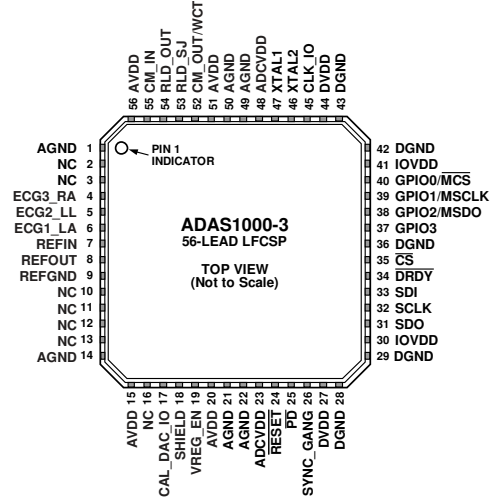 56 AVDD
55 CM_IN
54 RLD_OUT
53 RLD_SJ
52 CM_OUT/WCT
51 AVDD
50 AGND
49 AGND
48 ADCVDD
47 XTAL1
46 XTAL2
45 CLK_IO
44 DVDD
43 DGND
AGND 1
NC 2
NC 3
ECG3_RA 4
ECG2_LL 5
ECG1_LA 6
REFIN 7
REFOUT 8
REFGND 9
NC 10
NC 11
NC 12
NC 13
AGND 14
PIN 1
INDICATOR
ADAS1000-3
56-LEAD LFCSP
TOP VIEW
(Not to Scale)
42 DGND
41 IOVDD
40 GPIO0/MCS
39 GPIO1/MSCLK
38 GPIO2/MSDO
37 GPIO3
36 DGND
35 CS
34 DRDY
33 SDI
32 SCLK
31 SDO
30 IOVDD
29 DGND
AVDD 15
NC 16
CAL_DAC_IO 17
SHIELD 18
VREG_EN 19
AVDD 20
AGND 21
AGND 22
ADCVDD 23
RESET 24
PD 25
SYNC_GANG 26
DVDD 27
DGND 28